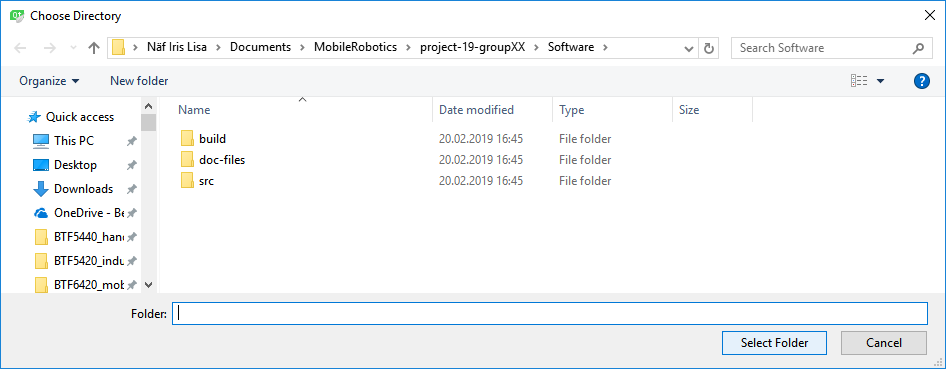 Choose Directory
Näf Iris Lisa > Documents > MobileRobotics > project-19-groupXX > Software >
Search Software
Organize
New folder
?
Name
Date modified
Type
Size
Quick access
This PC
Desktop
Downloads
OneDrive - Be
BTF5440_hand
BTF5420_indu
BTF6420_mob
build 20.02.2019 16:45 File folder
doc-files 20.02.2019 16:45 File folder
src 20.02.2019 16:45 File folder
Folder:
Select Folder
Cancel